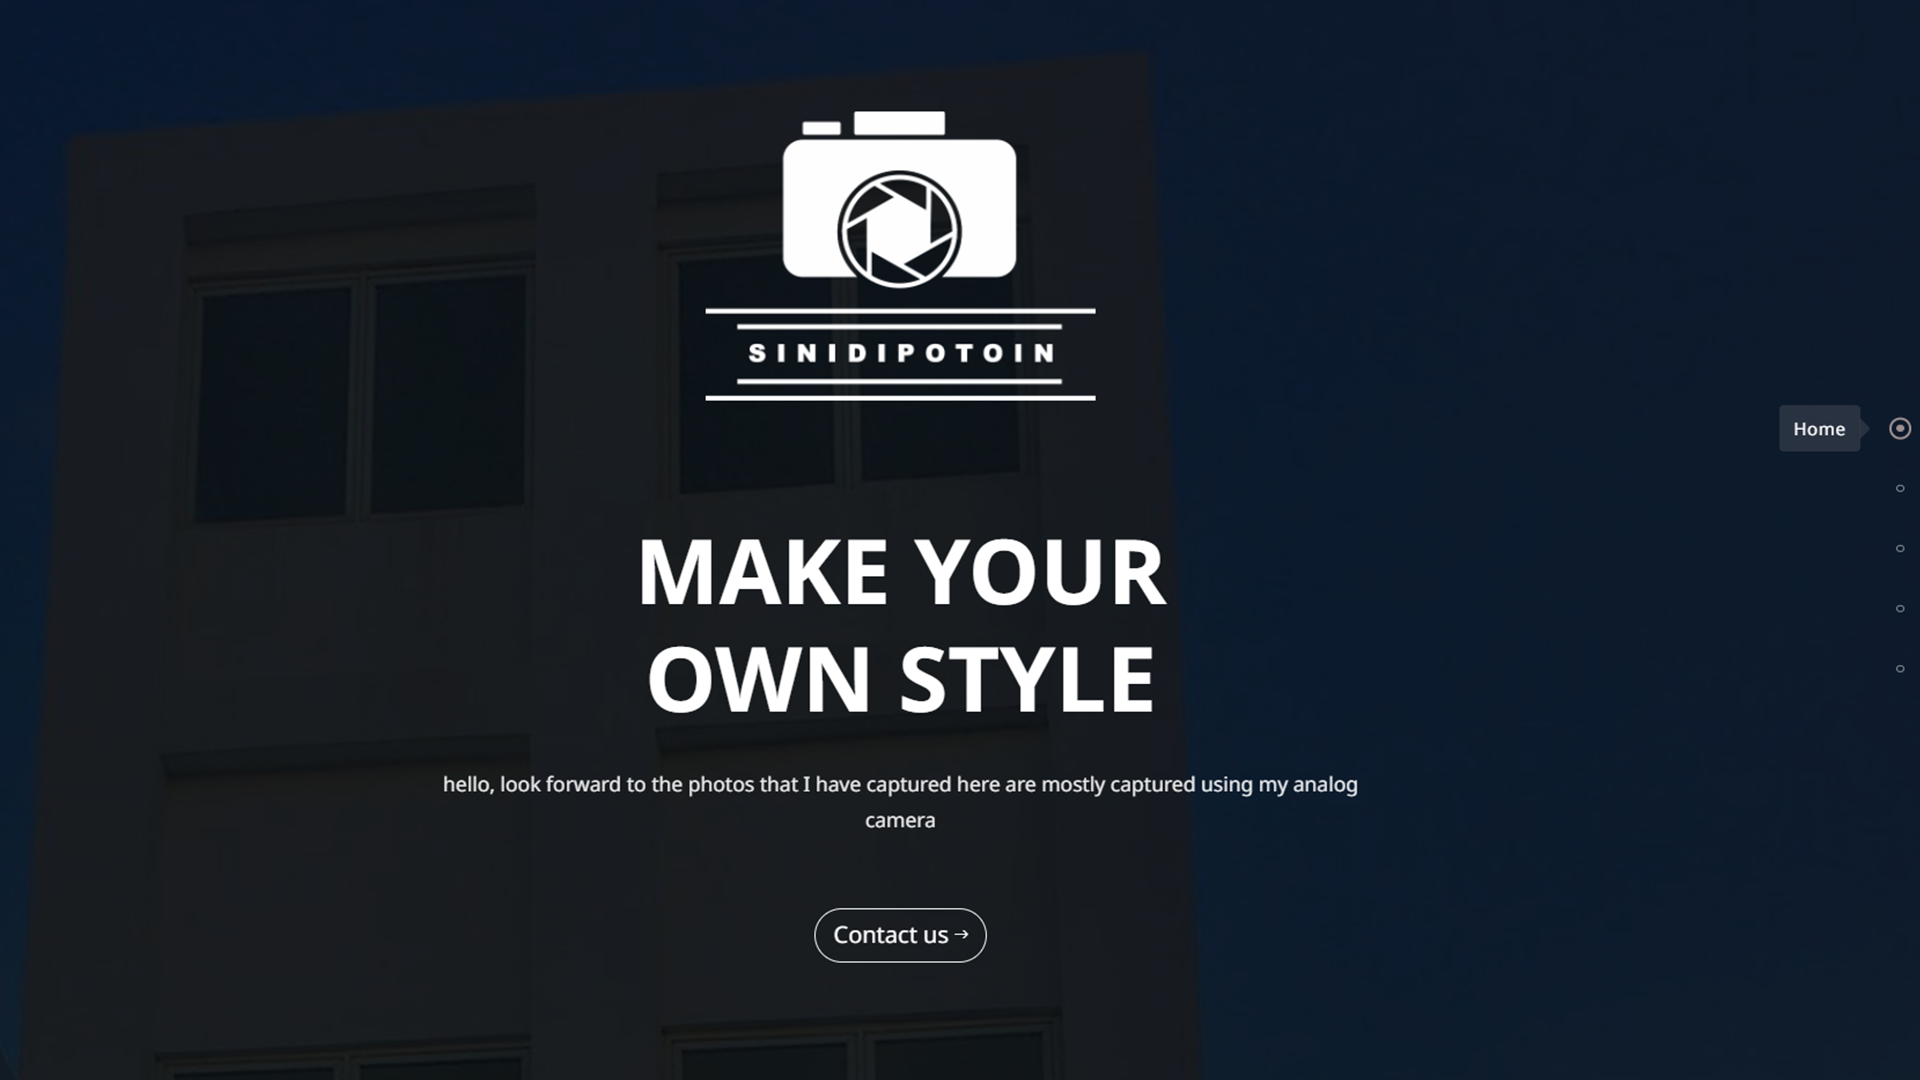 SINIDIPOTOIN
Home
MAKE YOUR
OWN STYLE
hello, look forward to the photos that I have captured here are mostly captured using my analog
camera
Contact us →